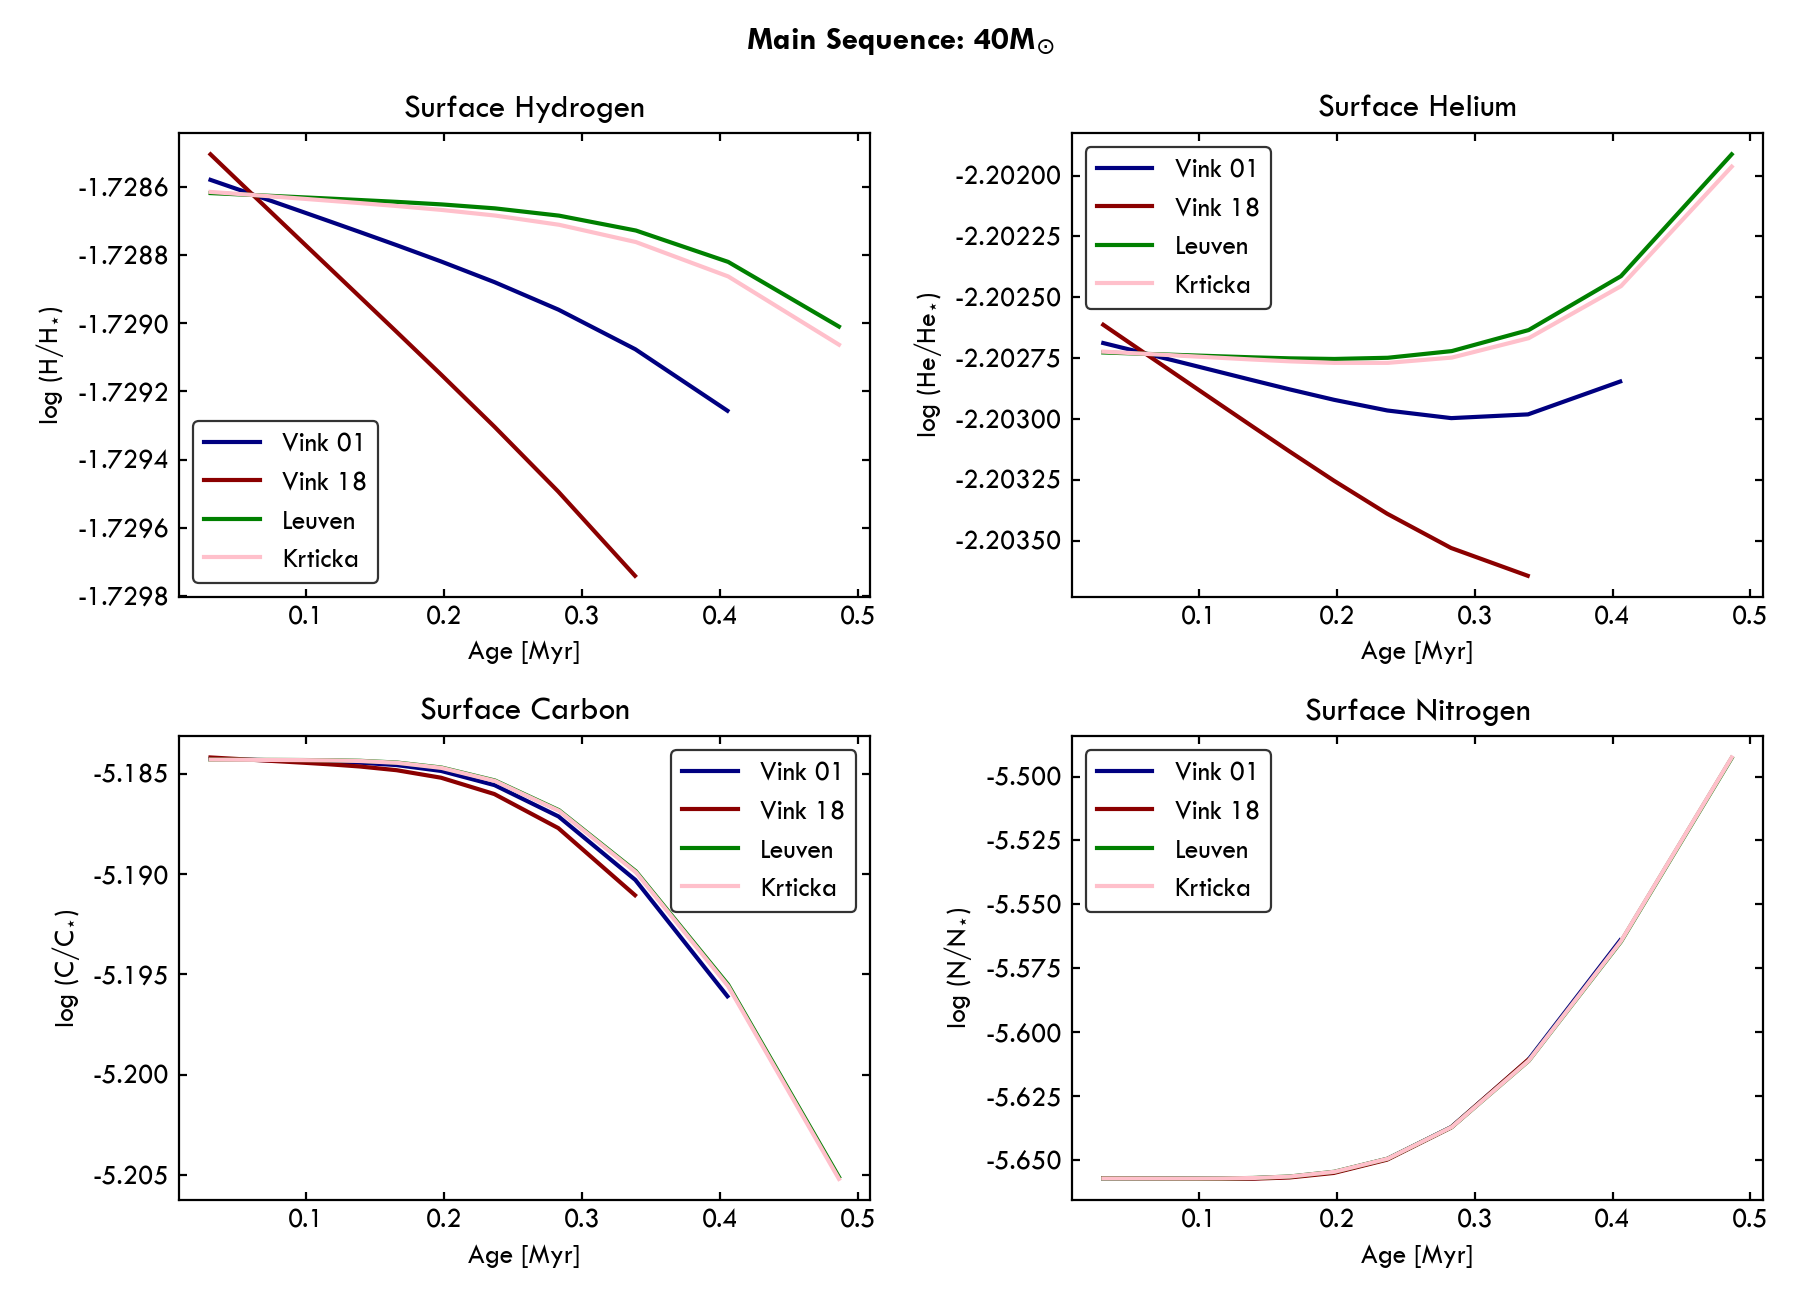 Main Sequence: 40M⊙
Surface Hydrogen
log (H/H⋆)
-1.7286
-1.7288
-1.7290
-1.7292
-1.7294
-1.7296
-1.7298
Vink 01
Vink 18
Leuven
Krticka
0.1 0.2 0.3 0.4 0.5
Age [Myr]
Surface Helium
log (He/He⋆)
-2.20200
-2.20225
-2.20250
-2.20275
-2.20300
-2.20325
-2.20350
Vink 01
Vink 18
Leuven
Krticka
0.1 0.2 0.3 0.4 0.5
Age [Myr]
Surface Carbon
log (C/C⋆)
-5.185
-5.190
-5.195
-5.200
-5.205
Vink 01
Vink 18
Leuven
Krticka
0.1 0.2 0.3 0.4 0.5
Age [Myr]
Surface Nitrogen
log (N/N⋆)
-5.500
-5.525
-5.550
-5.575
-5.600
-5.625
-5.650
Vink 01
Vink 18
Leuven
Krticka
0.1 0.2 0.3 0.4 0.5
Age [Myr]